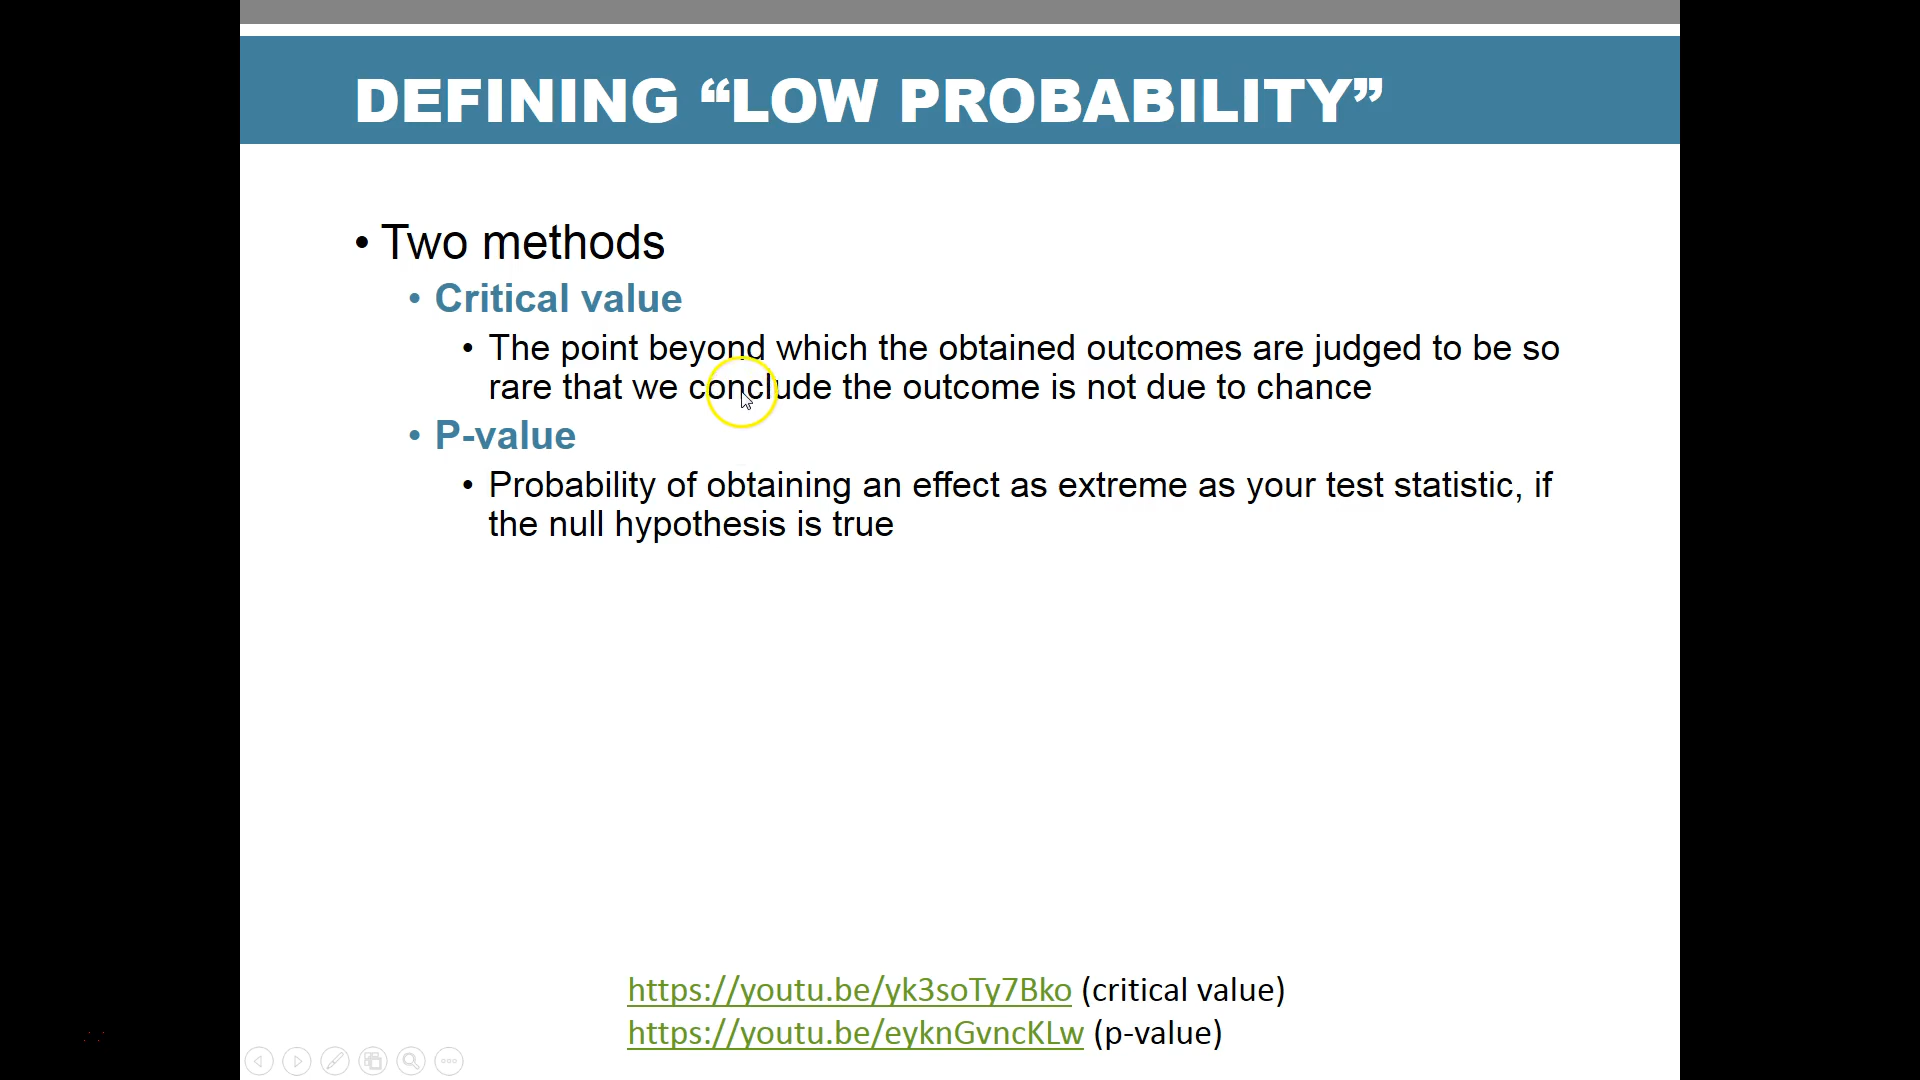 DEFINING “LOW PROBABILITY”
• Two methods
• Critical value
• The point beyond which the obtained outcomes are judged to be so
rare that we conclude the outcome is not due to chance
• P-value
• Probability of obtaining an effect as extreme as your test statistic, if
the null hypothesis is true
https://youtu.be/yk3soTy7Bko (critical value)
https://youtu.be/eyknGvncKLw (p-value)